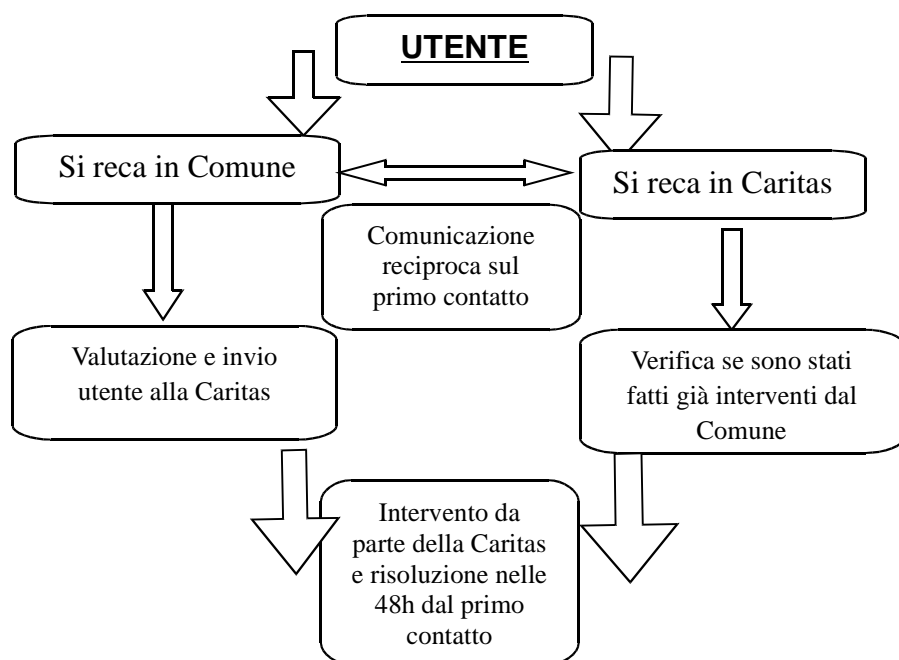 UTENTE
Si reca in Comune
Si reca in Caritas
Comunicazione
reciproca sul
primo contatto
Valutazione e invio
utente alla Caritas
Verifica se sono stati
fatti già interventi dal
Comune
Intervento da
parte della Caritas
e risoluzione nelle
48h dal primo
contatto